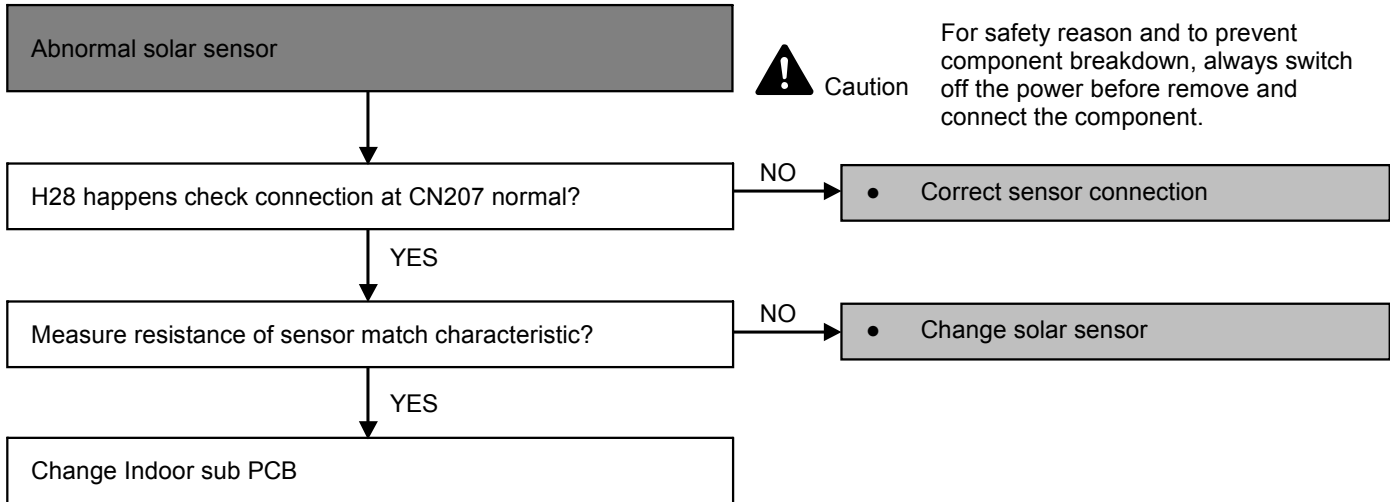 Abnormal solar sensor
Caution
For safety reason and to prevent
component breakdown, always switch
off the power before remove and
connect the component.
H28 happens check connection at CN207 normal?
NO
• Correct sensor connection
YES
Measure resistance of sensor match characteristic?
NO
• Change solar sensor
YES
Change Indoor sub PCB